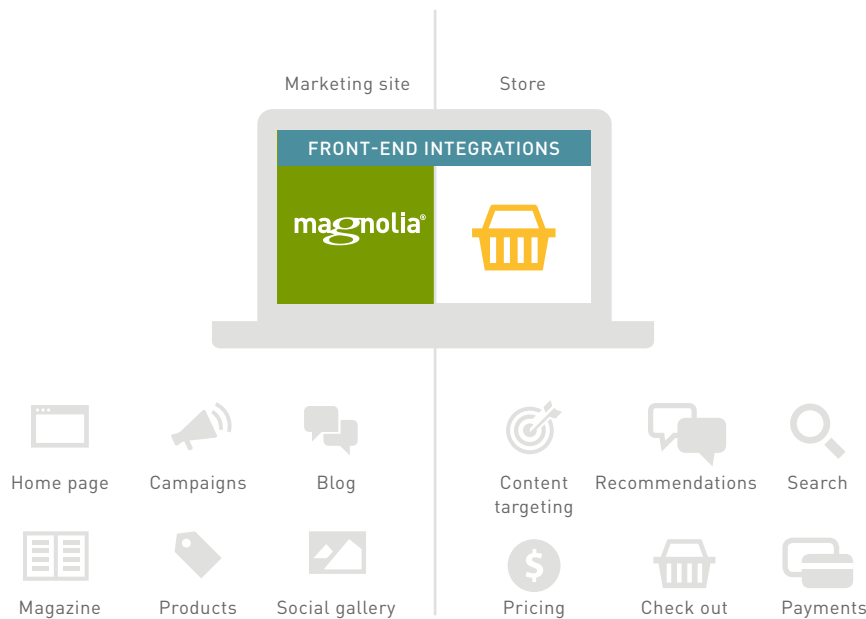 Marketing site
Store
FRONT-END INTEGRATIONS
magnolia®
Home page
Campaigns
Blog
Content
targeting
Recommendations
Search
Magazine
Products
Social gallery
$
Pricing
Check out
Payments